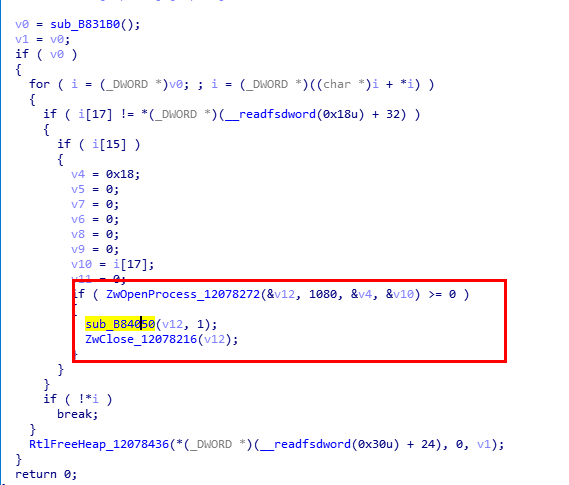 v0 = sub_B831B0();
v1 = v0;
if ( v0 )
{
for ( i = (_DWORD *)v0; ; i = (_DWORD *)((char *)i + *i) )
{
if ( i[17] != *(_DWORD *)(__readfsdword(0x18u) + 32) )
{
if ( i[15] )
{
v4 = 0x18;
v5 = 0;
v7 = 0;
v6 = 0;
v8 = 0;
v9 = 0;
v10 = i[17];
v11 = 0;
if ( ZwOpenProcess_12078272(&v12, 1080, &v4, &v10) >= 0 )
{
sub_B84050(v12, 1);
ZwClose_12078216(v12);
}
}
}
if ( !*i )
break;
}
RtlFreeHeap_12078436(*(_DWORD *)(__readfsdword(0x30u) + 24), 0, v1);
}
return 0;